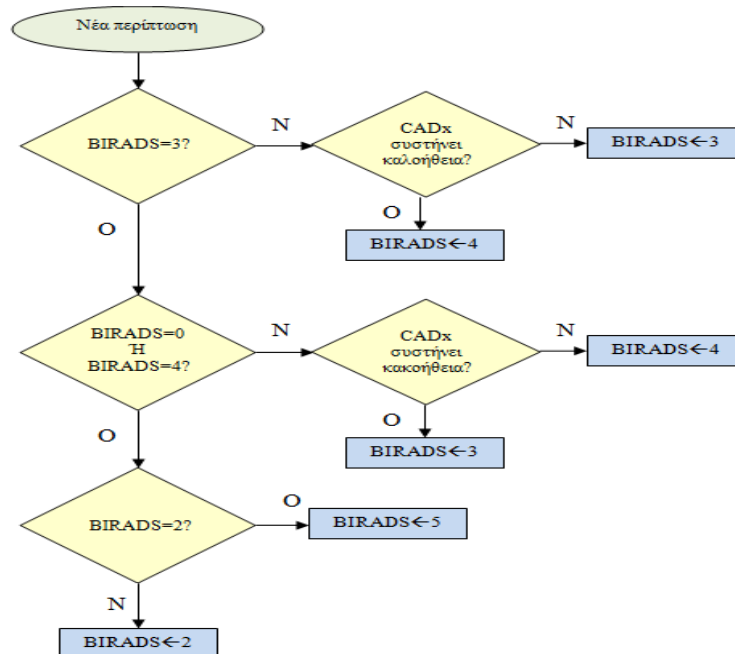 Νέα περίπτωση
BIRADS=3?
N
CADx
συστήνει
καλοήθεια?
N
BIRADS←3
O
O
BIRADS←4
BIRADS=0
Ή
BIRADS=4?
N
CADx
συστήνει
κακοήθεια?
N
BIRADS←4
O
O
BIRADS←3
BIRADS=2?
O
BIRADS←5
N
BIRADS←2